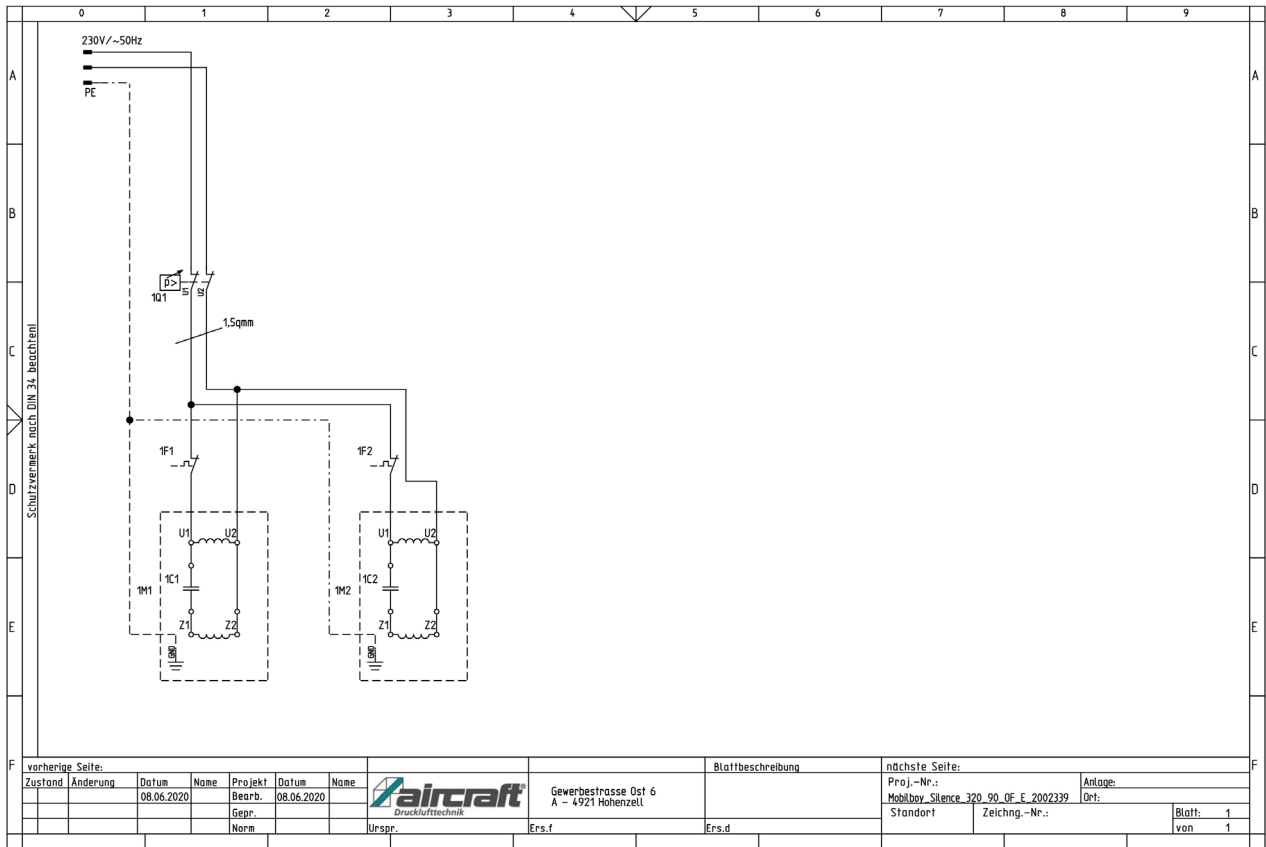 0 1 2 3 4 5 6 7 8 9
A A
B B
C C
D D
E E
F F
Schutzvermerk nach DIN 34 beachten!
230V/~50Hz
PE
p>
1Q1
U1 U2
1,5qmm
1F1 1F2
U1 U2 U1 U2
1C1 1C2
1M1 1M2
Z1 Z2 Z1 Z2
GND GND
vorherige Seite: Blattbeschreibung nächste Seite:
Zustand Änderung Datum Name Projekt Datum Name
08.06.2020 Bearb. 08.06.2020
Gepr.
Norm
aircraft®
Drucklufttechnik
Gewerbestrasse Ost 6
A – 4921 Hohenzell
Urspr. Ers.f Ers.d
Proj.-Nr.: Anlage:
Mobilboy_Silence_320_90_OF_E_2002339 Ort:
Standort Zeichng.-Nr.: Blatt: 1
von 1